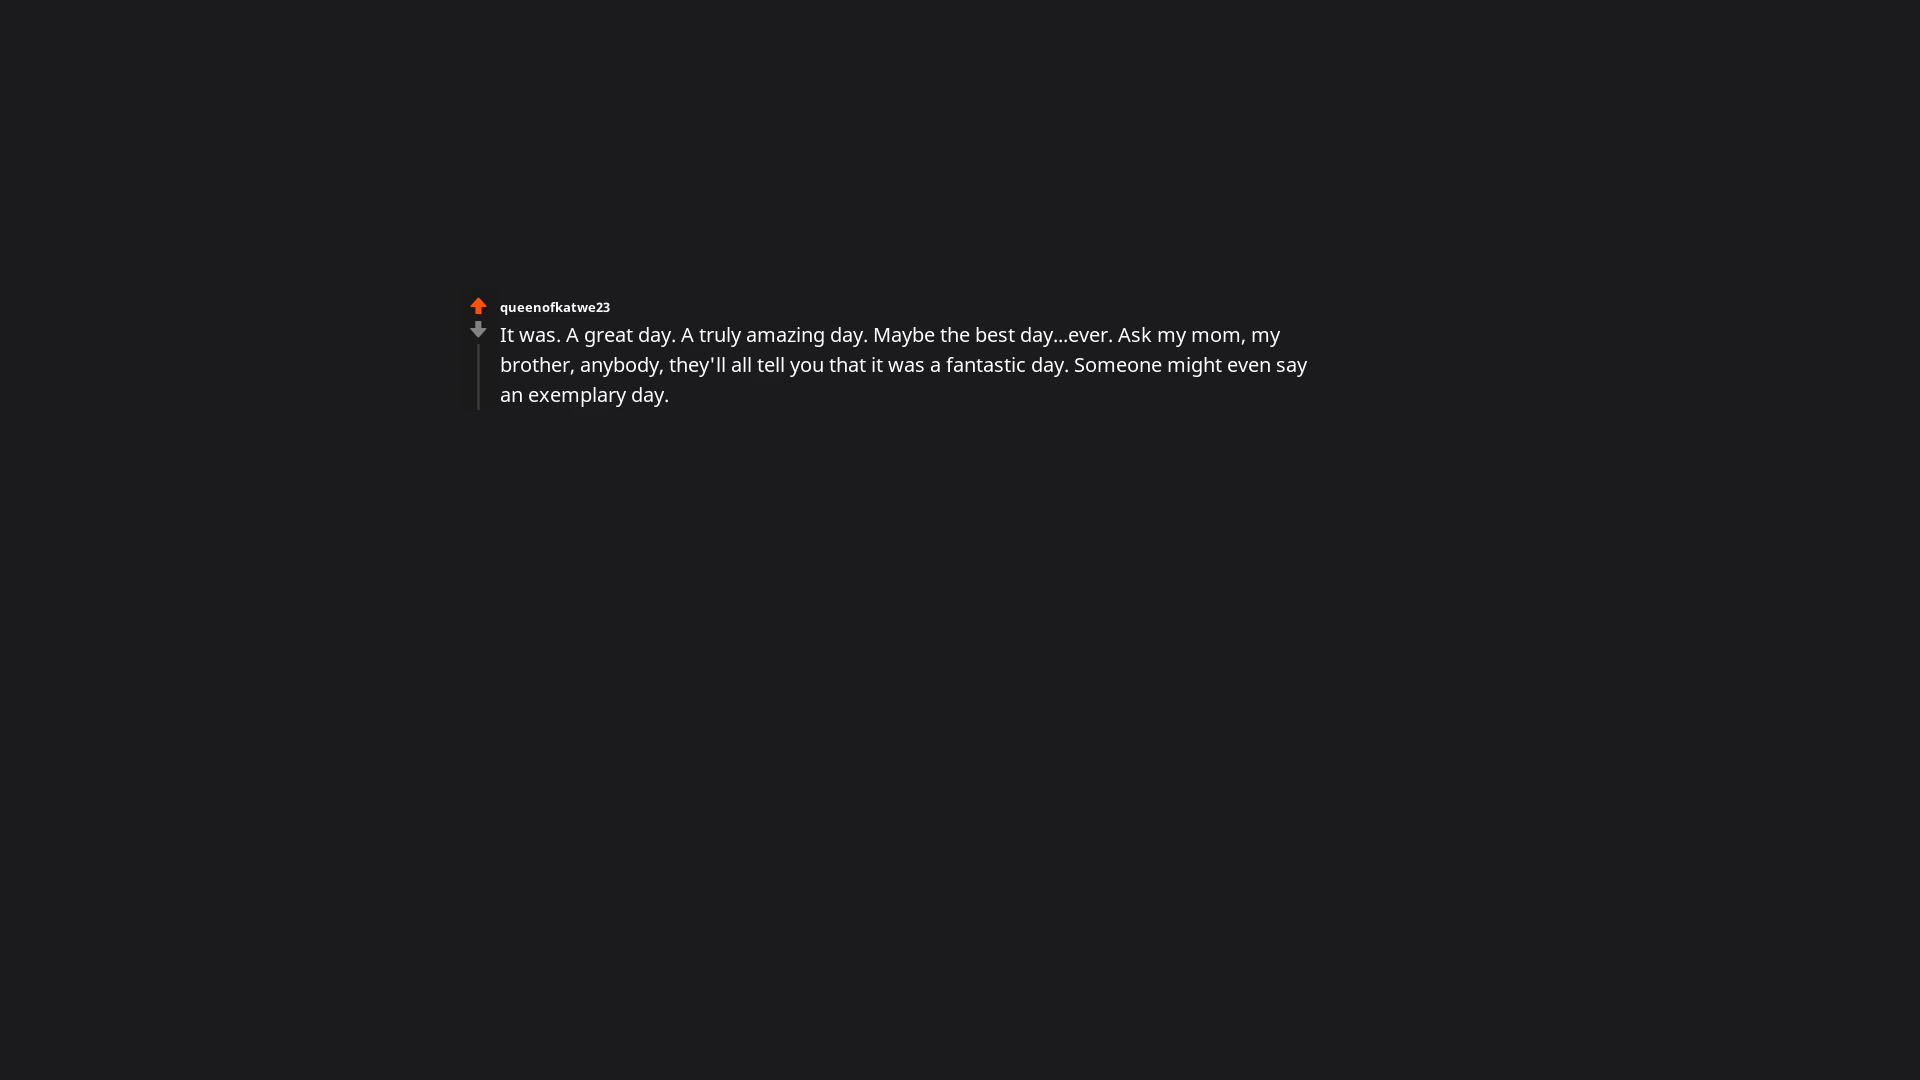 queenofkatwe23
It was. A great day. A truly amazing day. Maybe the best day...ever. Ask my mom, my
brother, anybody, they'll all tell you that it was a fantastic day. Someone might even say
an exemplary day.